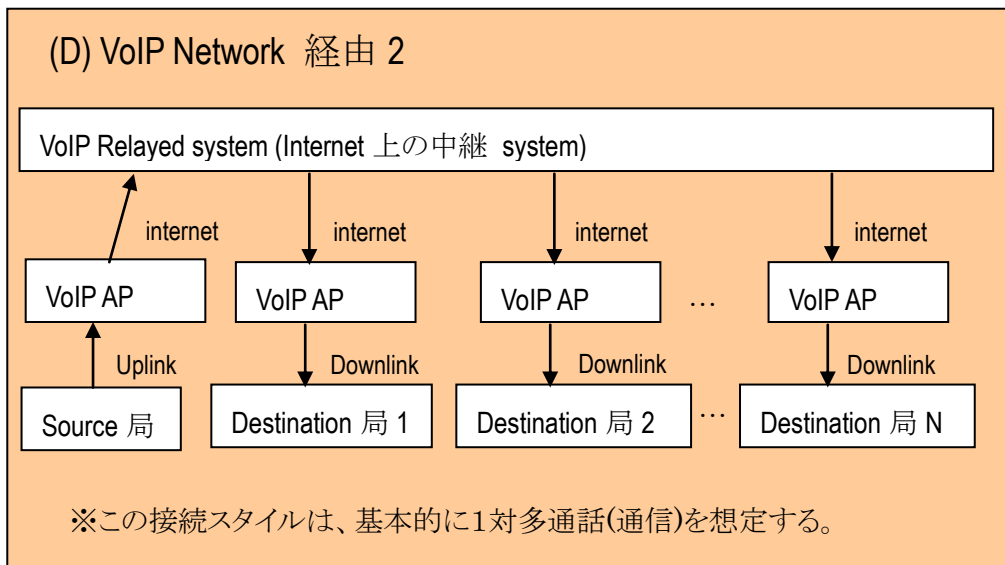 (D) VoIP Network 経由 2
VoIP Relayed system (Internet 上の中継 system)
internet
internet
internet
internet
VoIP AP
VoIP AP
VoIP AP
…
VoIP AP
Uplink
Downlink
Downlink
Downlink
Source 局
Destination 局 1
Destination 局 2
…
Destination 局 N
※この接続スタイルは、基本的に１対多通話(通信)を想定する。